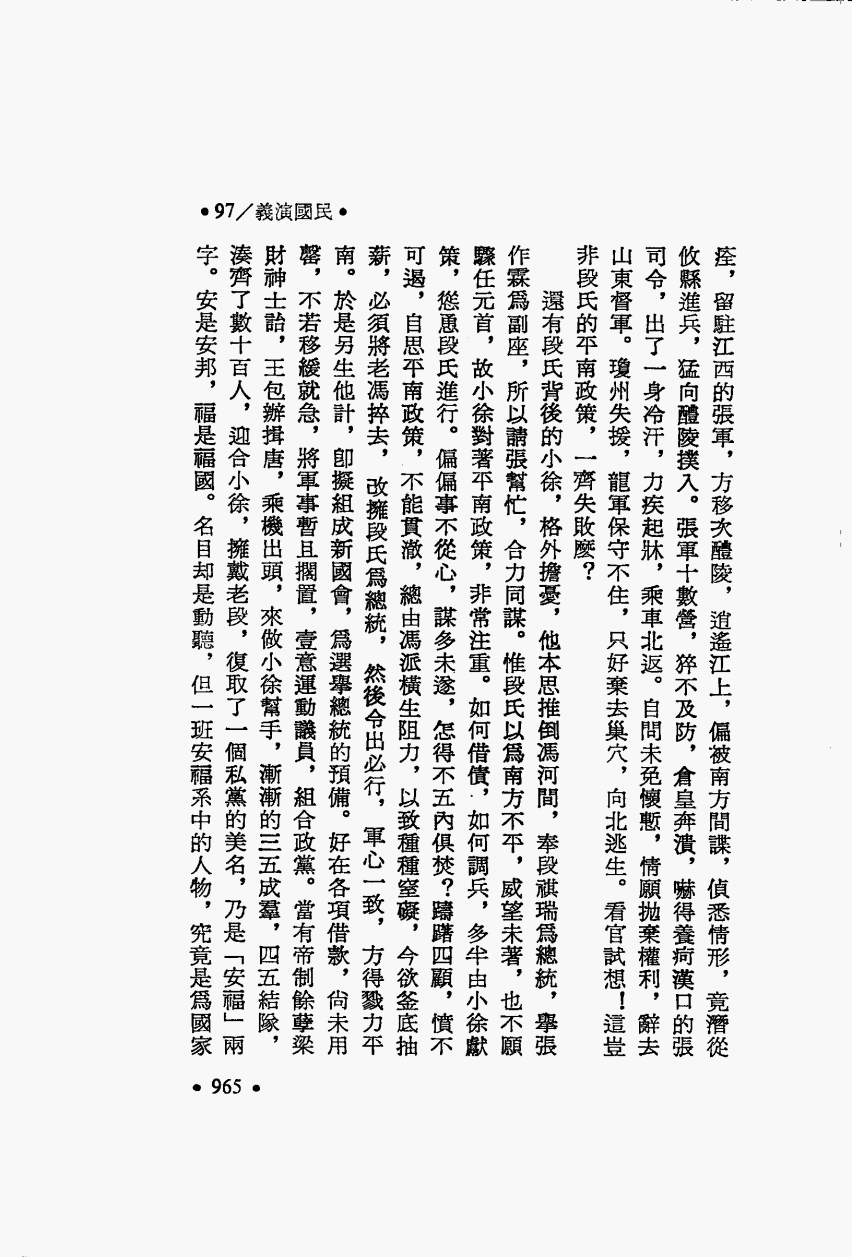 •民國演義／97•
痊，留駐江西的張軍，方移次醴陵，逍遙江上，偏被南方間諜，偵悉情形，竟潛從
攸縣進兵，猛向醴陵撲入。張軍十數營，猝不及防，倉皇奔潰，嚇得養疴漢口的張
司令，出了一身冷汗，力疾起牀，乘車北返。自問未免懷慙，情願拋棄權利，辭去
山東督軍。瓊州失援，龍軍保守不住，只好棄去巢穴，向北逃生。看官試想！這豈
非段氏的平南政策，一齊失敗麼？
還有段氏背後的小徐，格外擔憂，他本思推倒馮河間，奉段祺瑞爲總統，舉張
作霖爲副座，所以請張幫忙，合力同謀。惟段氏以爲南方不平，威望未著，也不願
驟任元首，故小徐對著平南政策，非常注重。如何借債，如何調兵，多半由小徐獻
策，慫恿段氏進行。偏偏事不從心，謀多未遂，怎得不五內俱焚？躊躇四顧，憤不
可遏，自思平南政策，不能貫澈，總由馮派橫生阻力，以致種種窒礙，今欲釜底抽
薪，必須將老馮捽去，改擁段氏爲總統，然後令出必行，軍心一致，方得戮力平
南。於是另生他計，卽擬組成新國會，爲選舉總統的預備。好在各項借款，尙未用
罄，不若移緩就急，將軍事暫且擱置，壹意運動議員，組合政黨。當有帝制餘孽梁
財神士詒，王包辦揖唐，乘機出頭，來做小徐幫手，漸漸的三五成羣，四五結隊，
湊齊了數十百人，迎合小徐，擁戴老段，復取了一個私黨的美名，乃是「安福」兩
字。安是安邦，福是福國。名目却是動聽，但一班安福系中的人物，究竟是爲國家
•965•